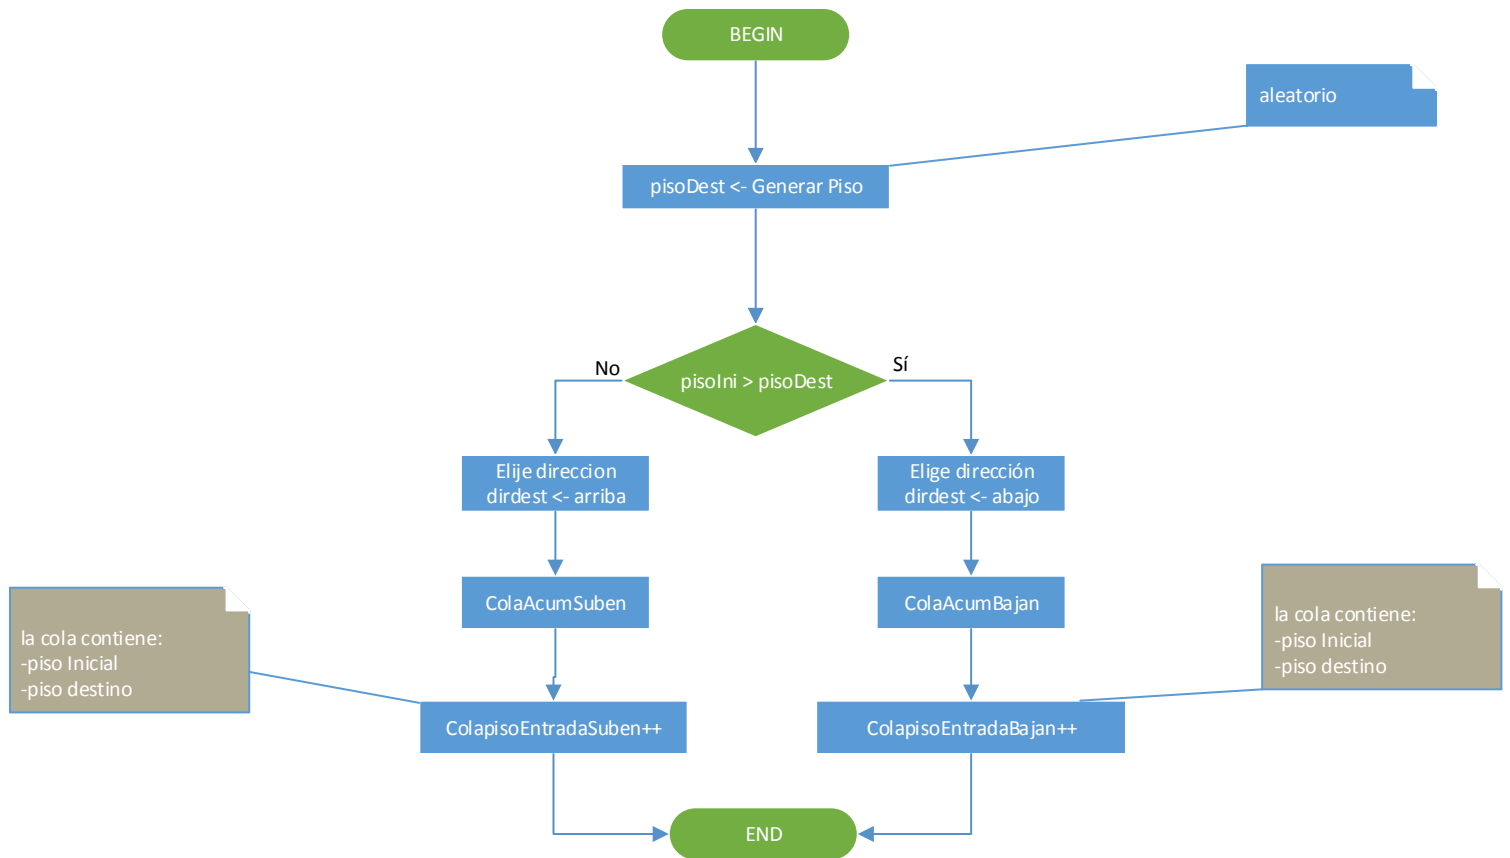 BEGIN
aleatorio
pisoDest <- Generar Piso
No
Sí
pisoIni > pisoDest
Elije direccion
dirdest <- arriba
Elige dirección
dirdest <- abajo
ColaAcumSuben
ColaAcumBajan
la cola contiene:
-piso Inicial
-piso destino
la cola contiene:
-piso Inicial
-piso destino
ColapisoEntradaSuben++
ColapisoEntradaBajan++
END